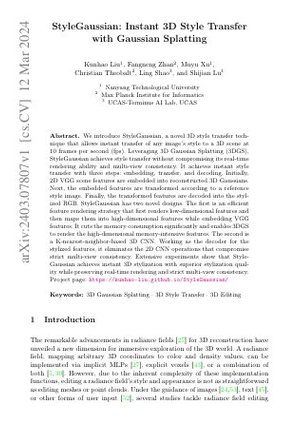 StyleGaussian: Instant 3D Style Transfer
with Gaussian Splatting
Kunhao Liu1, Fangneng Zhan2, Muyu Xu1,
Christian Theobalt2, Ling Shao3, and Shijian Lu1
1 Nanyang Technological University
2 Max Planck Institute for Informatics
3 UCAS-Terminus AI Lab, UCAS
arXiv:2403.07807v1 [cs.CV] 12 Mar 2024
Abstract. We introduce StyleGaussian, a novel 3D style transfer tech-
nique that allows instant transfer of any image's style to a 3D scene at
10 frames per second (fps). Leveraging 3D Gaussian Splatting (3DGS),
StyleGaussian achieves style transfer without compromising its real-time
rendering ability and multi-view consistency. It achieves instant style
transfer with three steps: embedding, transfer, and decoding. Initially,
2D VGG scene features are embedded into reconstructed 3D Gaussians.
Next, the embedded features are transformed according to a reference
style image. Finally, the transformed features are decoded into the styl-
ized RGB. StyleGaussian has two novel designs. The first is an efficient
feature rendering strategy that first renders low-dimensional features and
then maps them into high-dimensional features while embedding VGG
features. It cuts the memory consumption significantly and enables 3DGS
to render the high-dimensional memory-intensive features. The second is
a K-nearest-neighbor-based 3D CNN. Working as the decoder for the
stylized features, it eliminates the 2D CNN operations that compromise
strict multi-view consistency. Extensive experiments show that Style-
Gaussian achieves instant 3D stylization with superior stylization qual-
ity while preserving real-time rendering and strict multi-view consistency.
Project page: https://kunhao-liu.github.io/StyleGaussian/
Keywords: 3D Gaussian Splatting · 3D Style Transfer · 3D Editing
1 Introduction
The remarkable advancements in radiance fields [27] for 3D reconstruction have
unveiled a new dimension for immersive exploration of the 3D world. A radiance
field, mapping arbitrary 3D coordinates to color and density values, can be
implemented via implicit MLPs [27], explicit voxels [43], or a combination of
both [5, 30]. However, due to the inherent complexity of these implementation
functions, editing a radiance field's style and appearance is not as straightforward
as editing meshes or point clouds. Under the guidance of images [24,53], text [45],
or other forms of user input [52], several studies tackle radiance field editing